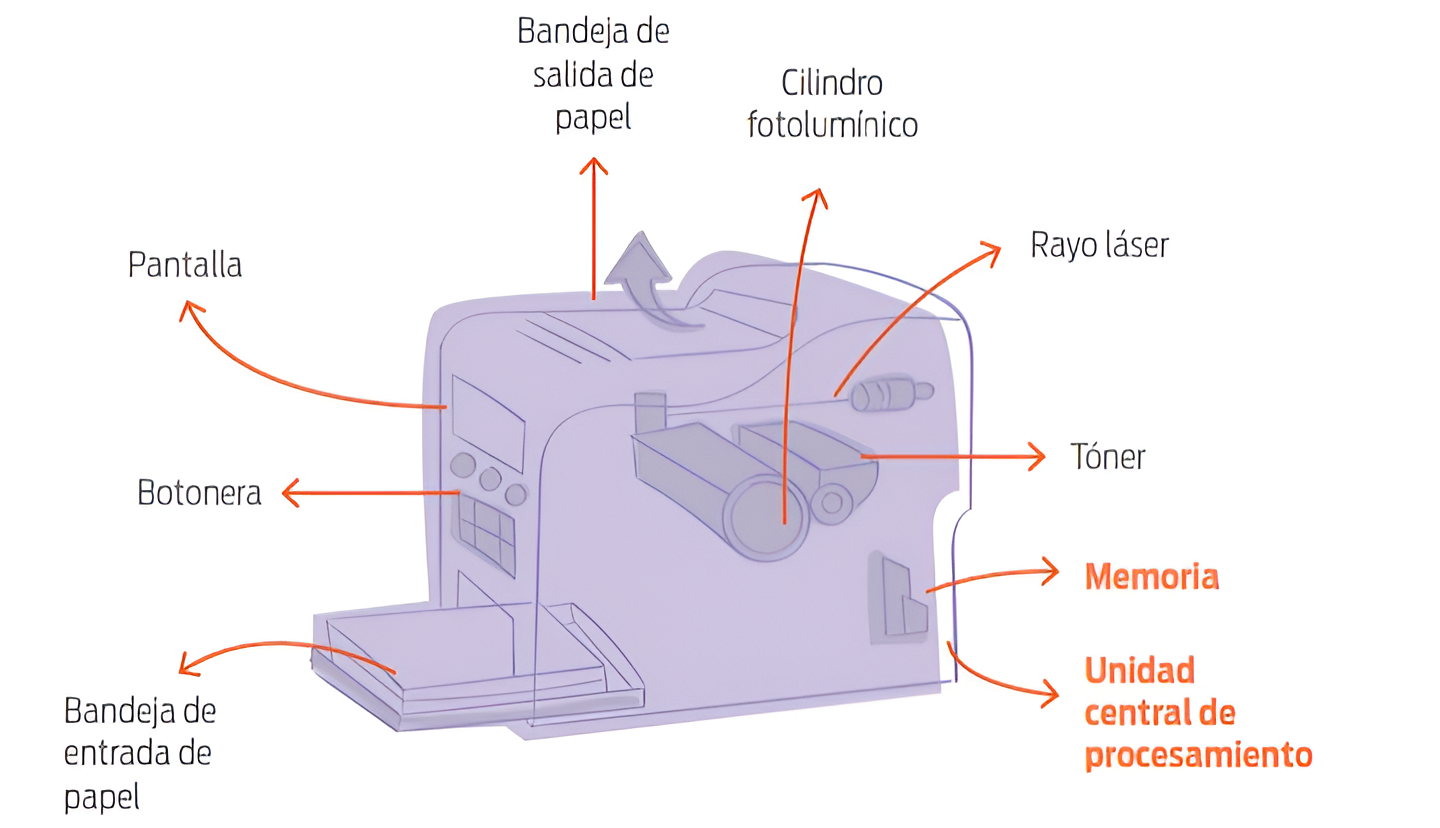 Bandeja de
salida de
papel
Cilindro
fotolumínico
Pantalla
Rayo láser
Botonera
Tóner
Memoria
Unidad
central de
procesamiento
Bandeja de
entrada de
papel